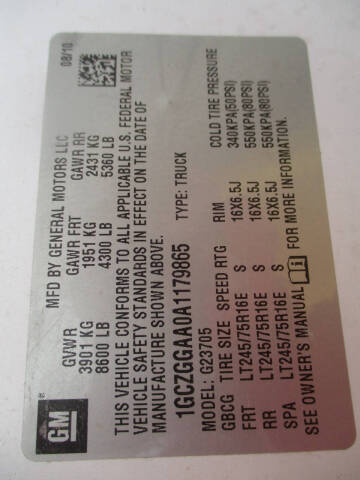 GM
MFD BY GENERAL MOTORS LLC 08/10
GVWR GAWR FRT GAWR RR
3901 KG 1951 KG 2431 KG
8600 LB 4300 LB 5360 LB
THIS VEHICLE CONFORMS TO ALL APPLICABLE U.S. FEDERAL MOTOR
VEHICLE SAFETY STANDARDS IN EFFECT ON THE DATE OF
MANUFACTURE SHOWN ABOVE.
1GCZGGAA0A1179865 TYPE: TRUCK
MODEL: G23705
GBCG TIRE SIZE SPEED RTG RIM COLD TIRE PRESSURE
FRT LT245/75R16E S 16X6.5J 340KPA(50PSI)
RR LT245/75R16E S 16X6.5J 550KPA(80PSI)
SPA LT245/75R16E S 16X6.5J 550KPA(80PSI)
SEE OWNER'S MANUAL FOR MORE INFORMATION.